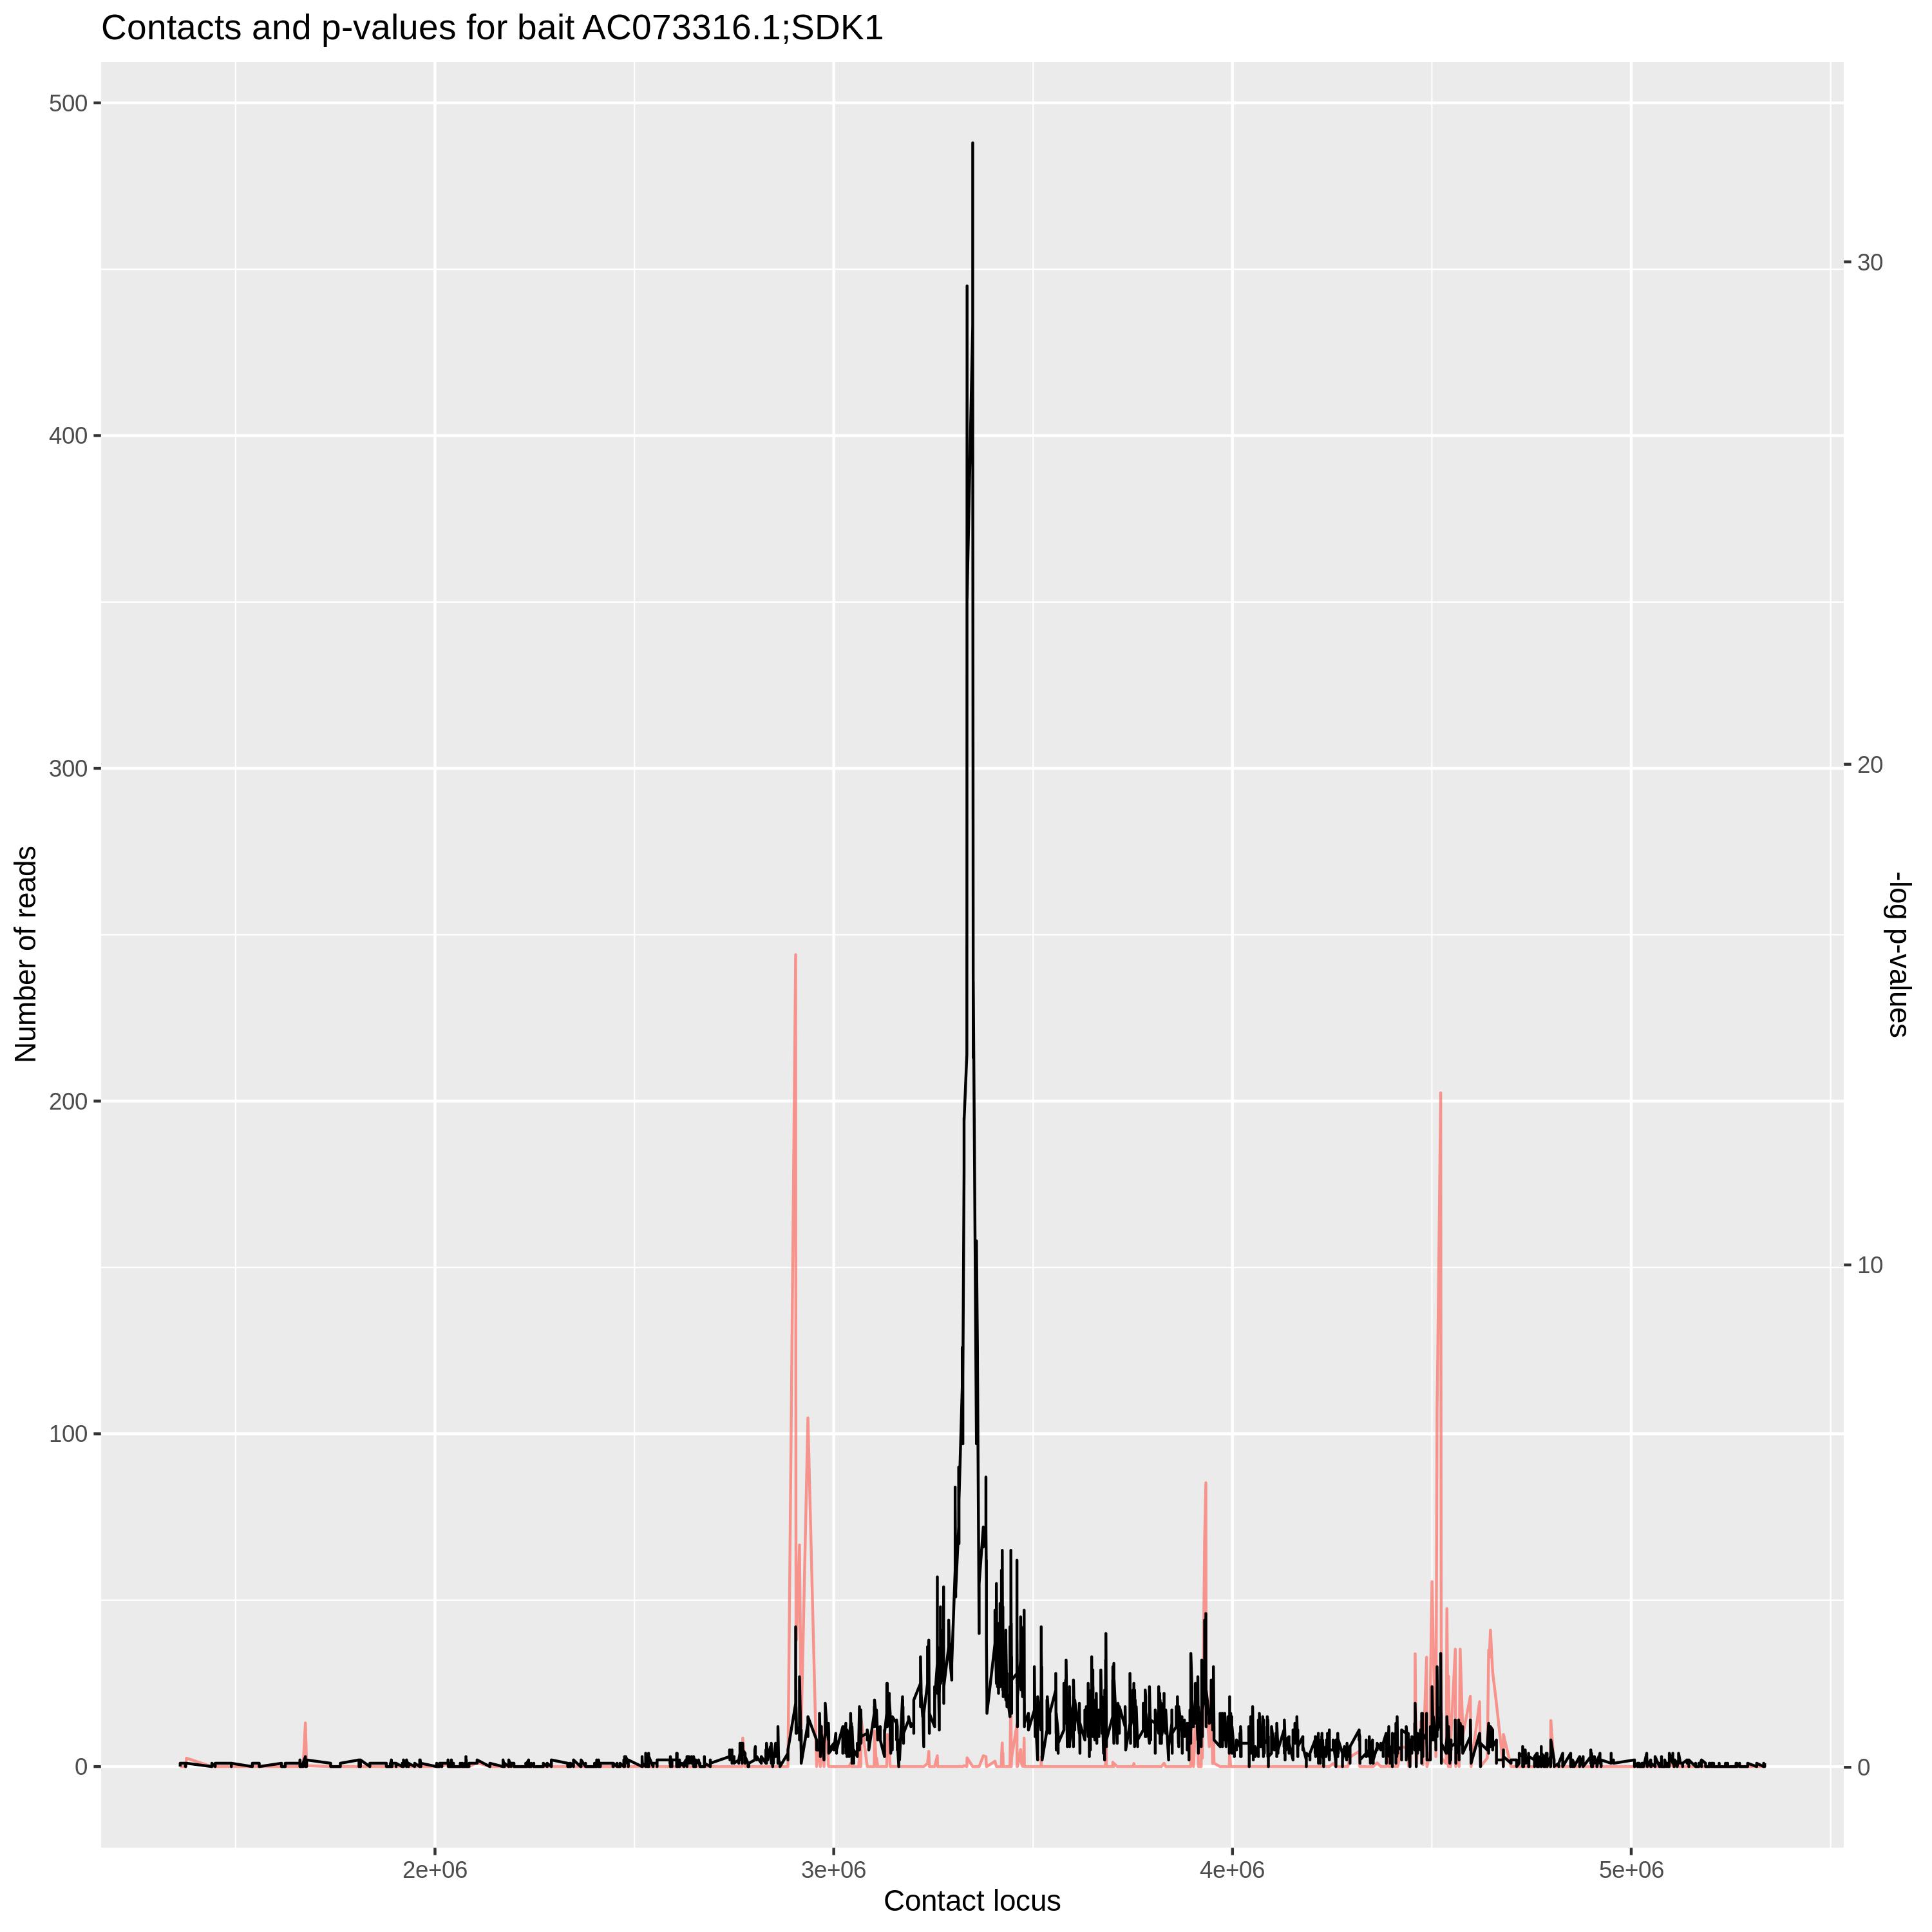 Contacts and p-values for bait AC073316.1;SDK1
500
400
300
200
100
0
Number of reads
30
20
10
0
-log p-values
2e+06
3e+06
4e+06
5e+06
Contact locus